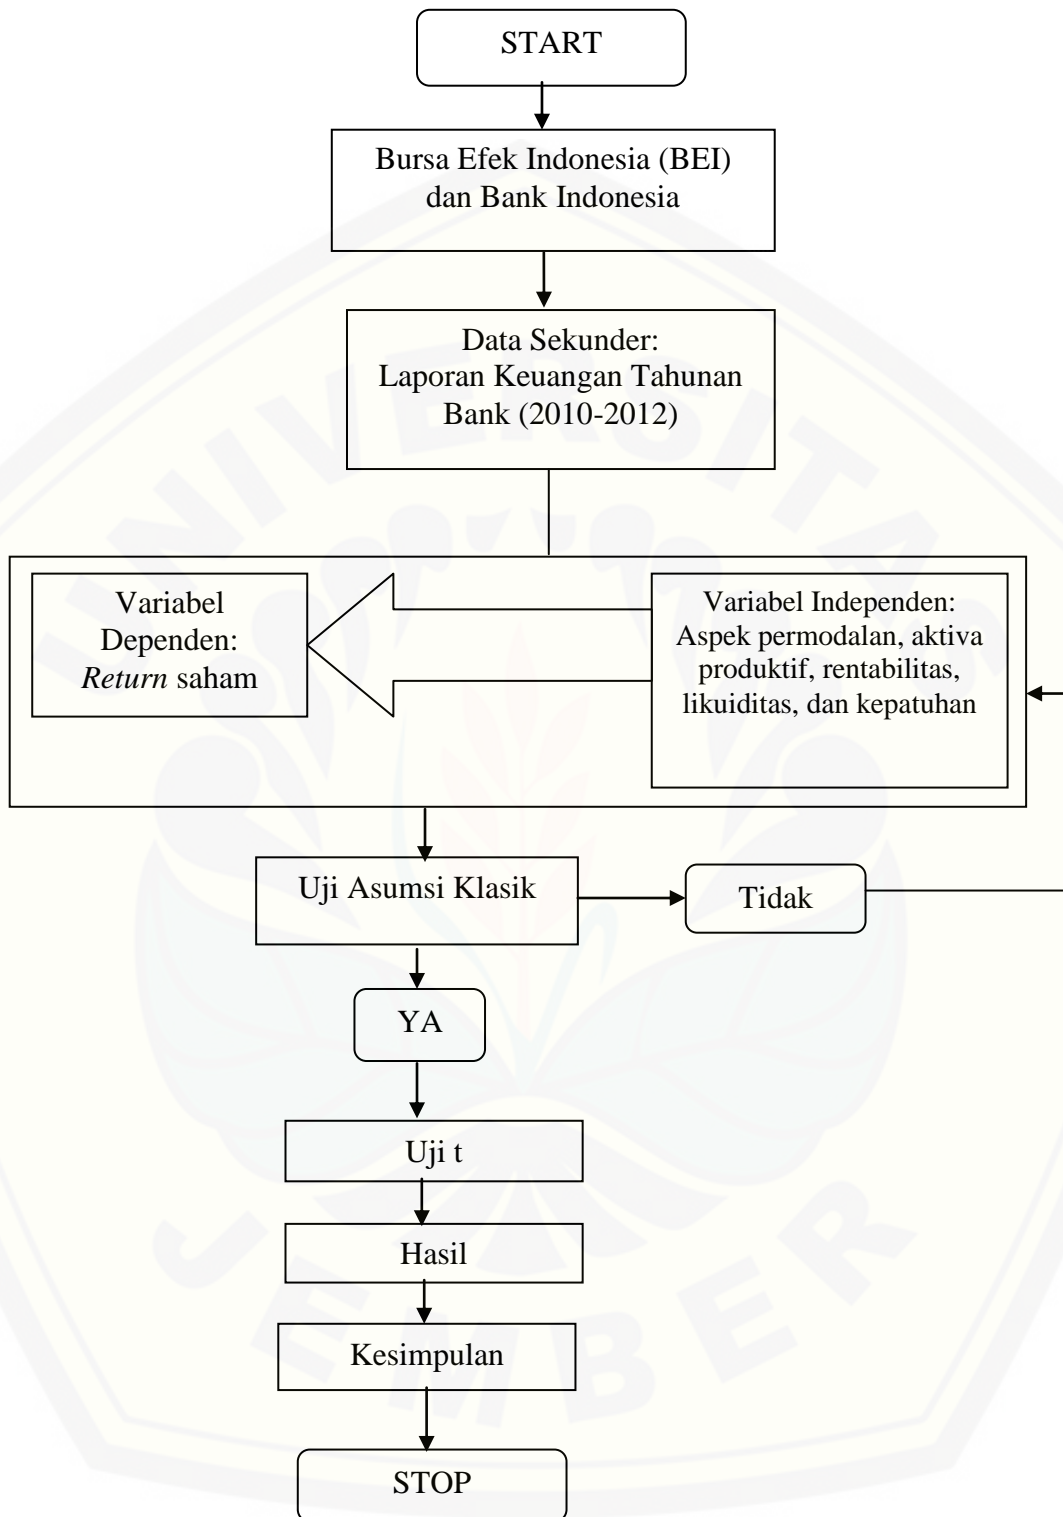 START
Bursa Efek Indonesia (BEI)
dan Bank Indonesia
Data Sekunder:
Laporan Keuangan Tahunan
Bank (2010-2012)
Variabel
Dependen:
Return saham
Variabel Independen:
Aspek permodalan, aktiva
produktif, rentabilitas,
likuiditas, dan kepatuhan
Uji Asumsi Klasik
Tidak
YA
Uji t
Hasil
Kesimpulan
STOP
UNIVERSITAS
JEMBER